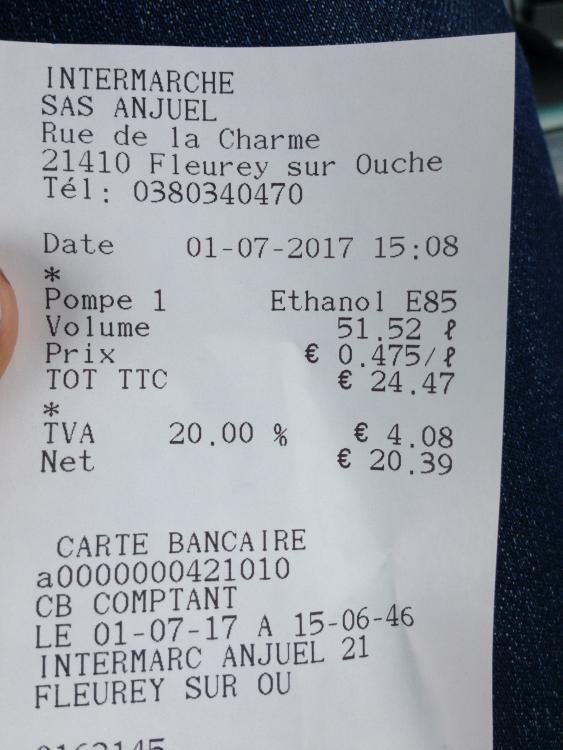 INTERMARCHE
SAS ANJUEL
Rue de la Charme
21410 Fleurey sur Ouche
Tél: 0380340470
Date 01-07-2017 15:08
*
Pompe 1 Ethanol E85
Volume 51.52 ℓ
Prix € 0.475/ℓ
TOT TTC € 24.47
*
TVA 20.00 % € 4.08
Net € 20.39
CARTE BANCAIRE
a0000000421010
CB COMPTANT
LE 01-07-17 A 15-06-46
INTERMARC ANJUEL 21
FLEUREY SUR OU
0162145